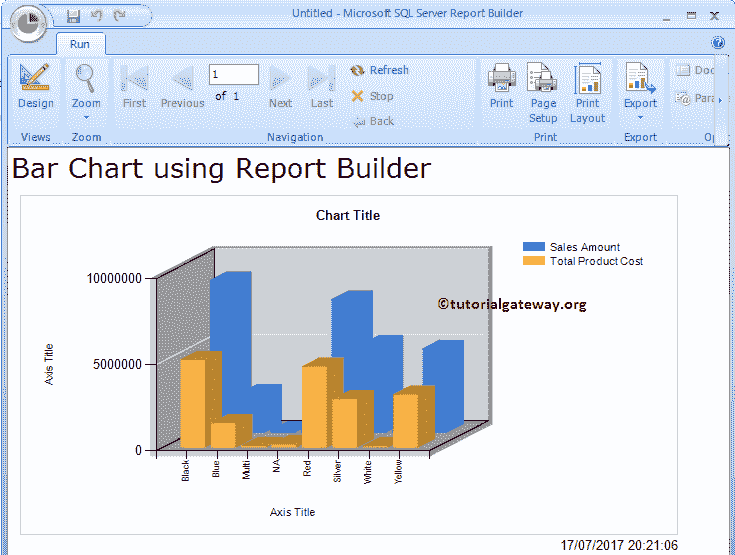 Untitled - Microsoft SQL Server Report Builder
Run
Design
Zoom
First
Previous
1
of 1
Next
Last
Refresh
Stop
Back
Print
Page
Setup
Print
Layout
Export
Views
Zoom
Navigation
Print
Export
Bar Chart using Report Builder
Chart Title
Sales Amount
Total Product Cost
©tutorialgateway.org
10000000
5000000
0
Axis Title
Black
Blue
Multi
NA
Red
Silver
White
Yellow
Axis Title
17/07/2017 20:21:06